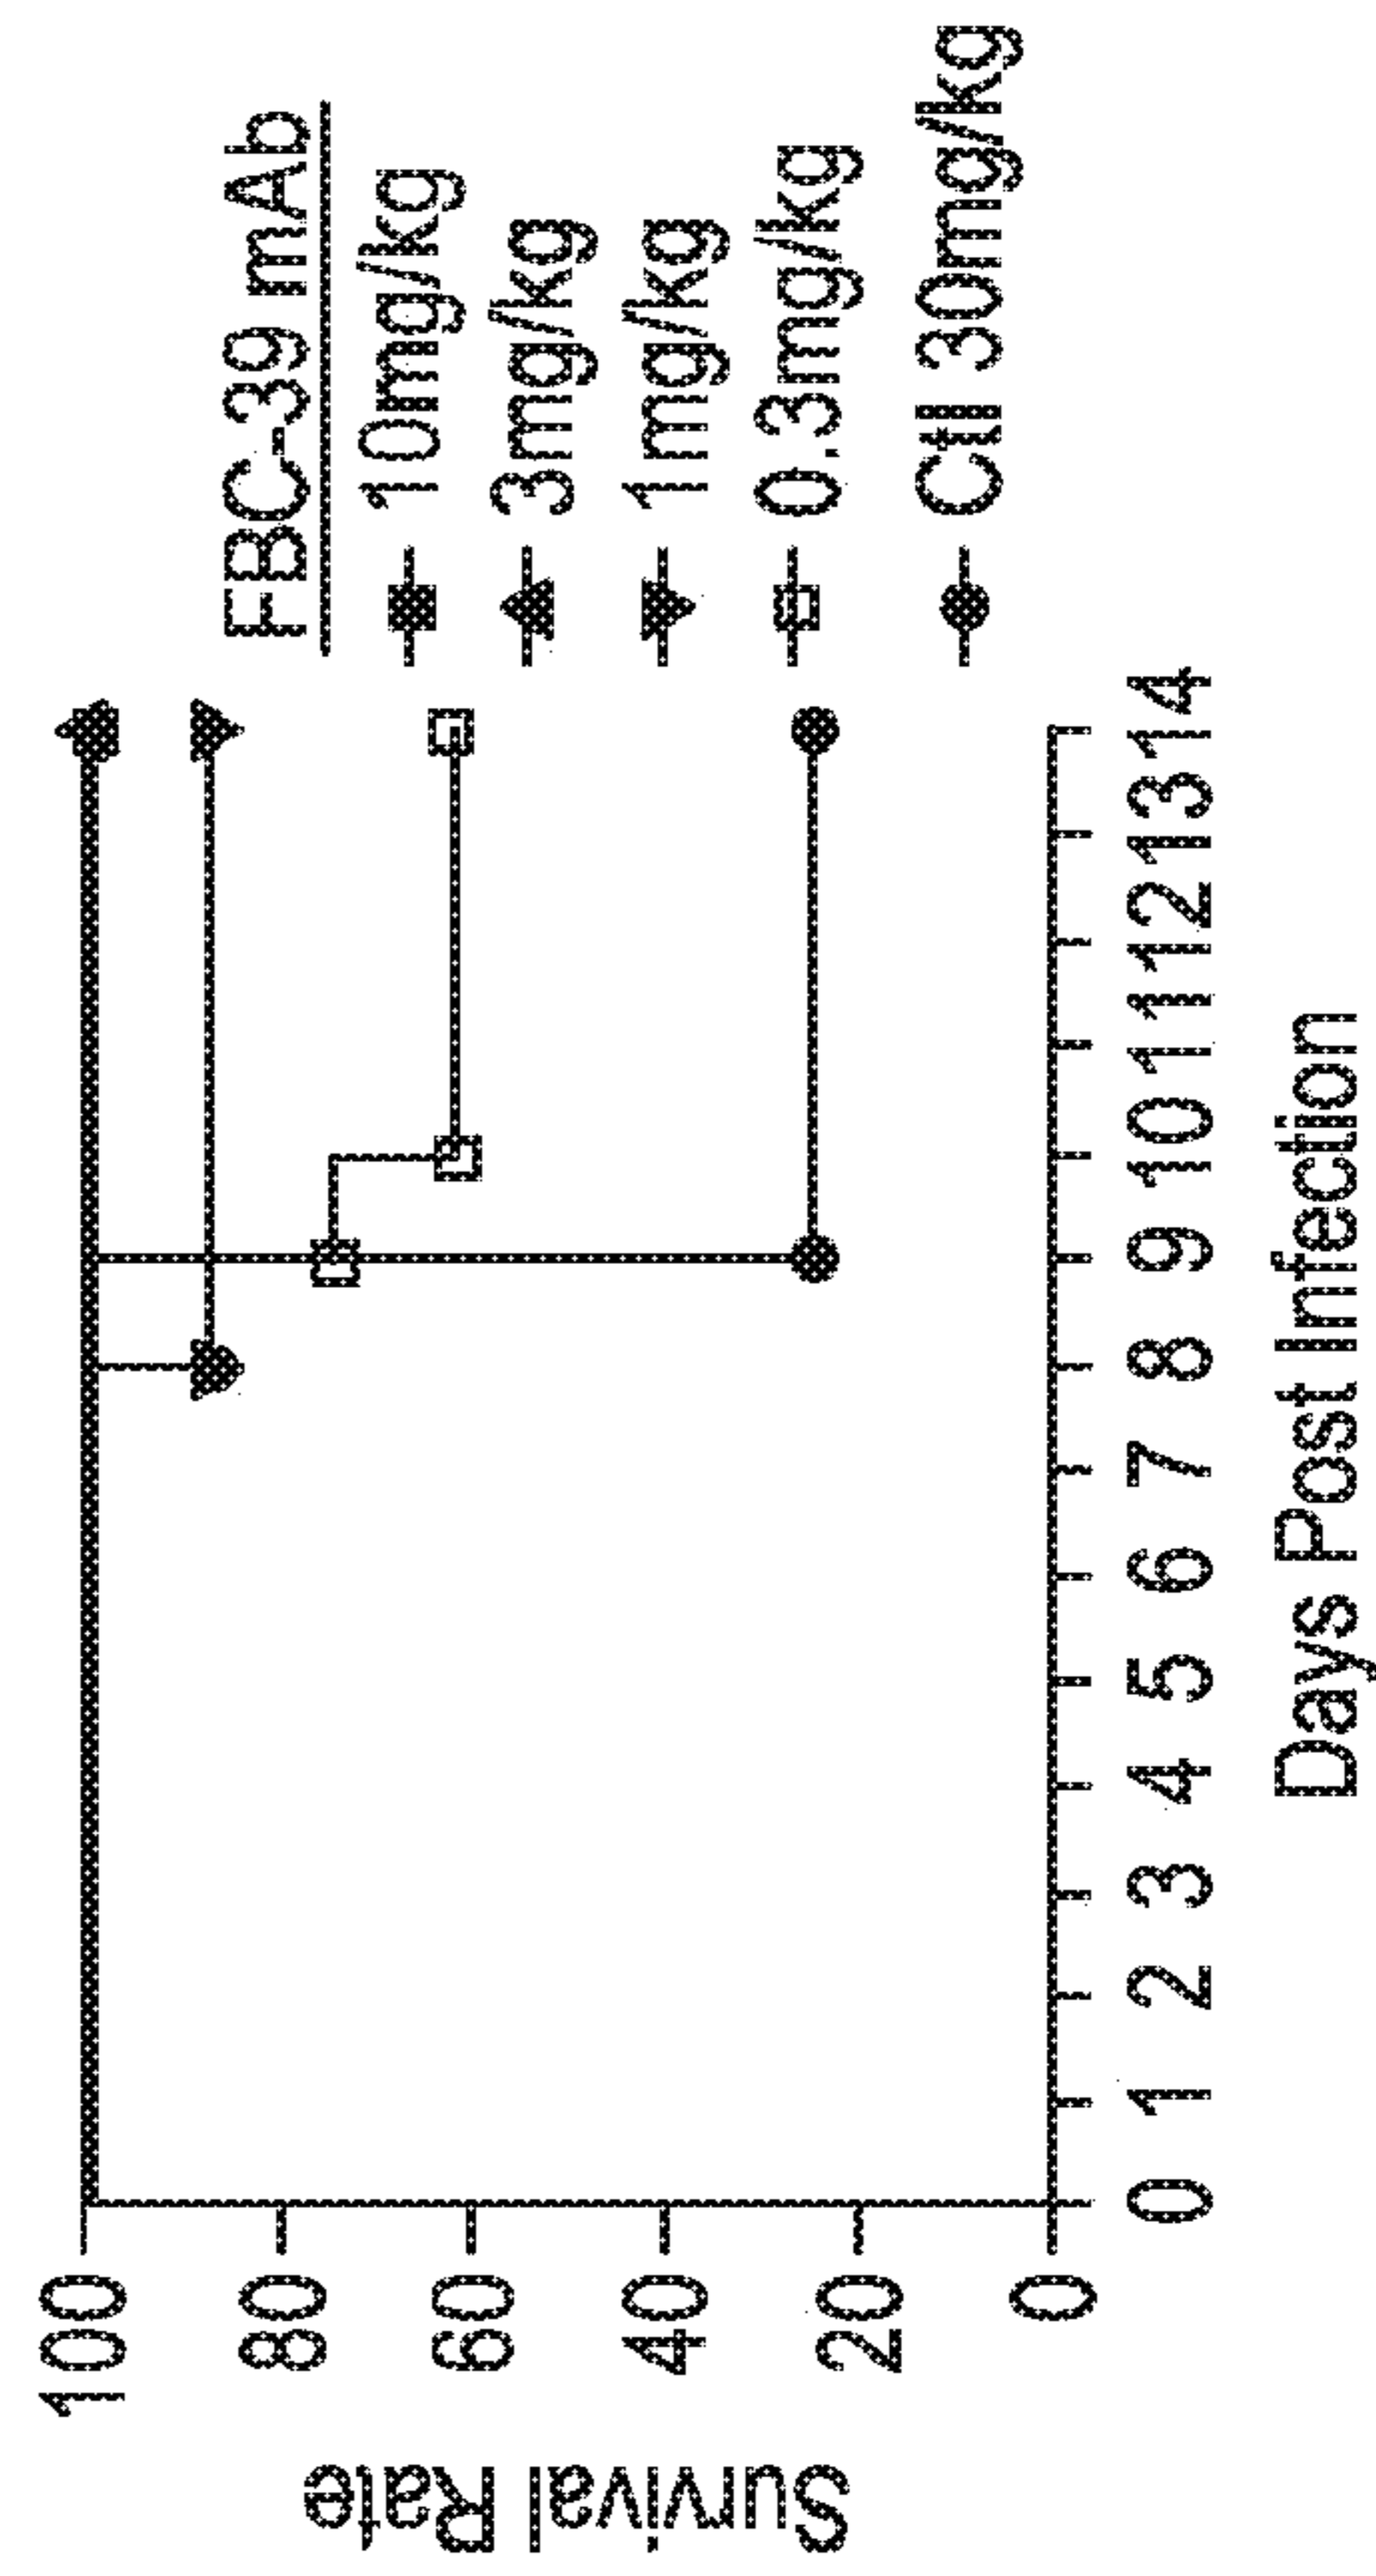 Survival Rate
100
80
60
40
20
0
0 1 2 3 4 5 6 7 8 9 10 11 12 13 14
Days Post Infection
FBC-39 mAb
10mg/kg
3mg/kg
1mg/kg
0.3mg/kg
Ctl 30mg/kg